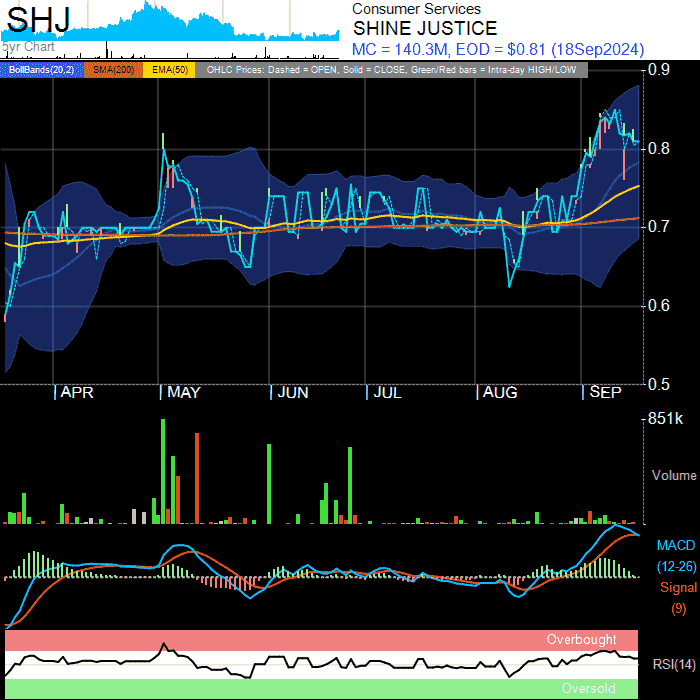 SHJ
5yr Chart
Consumer Services
SHINE JUSTICE
MC = 140.3M, EOD = $0.81 (18Sep2024)
BollBands(20,2) SMA(200) EMA(50) OHLC Prices: Dashed = OPEN, Solid = CLOSE, Green/Red bars = Intra-day HIGH/LOW
0.9
0.8
0.7
0.6
0.5
APR MAY JUN JUL AUG SEP
851k
Volume
MACD
(12-26)
Signal
(9)
Overbought
RSI(14)
Oversold